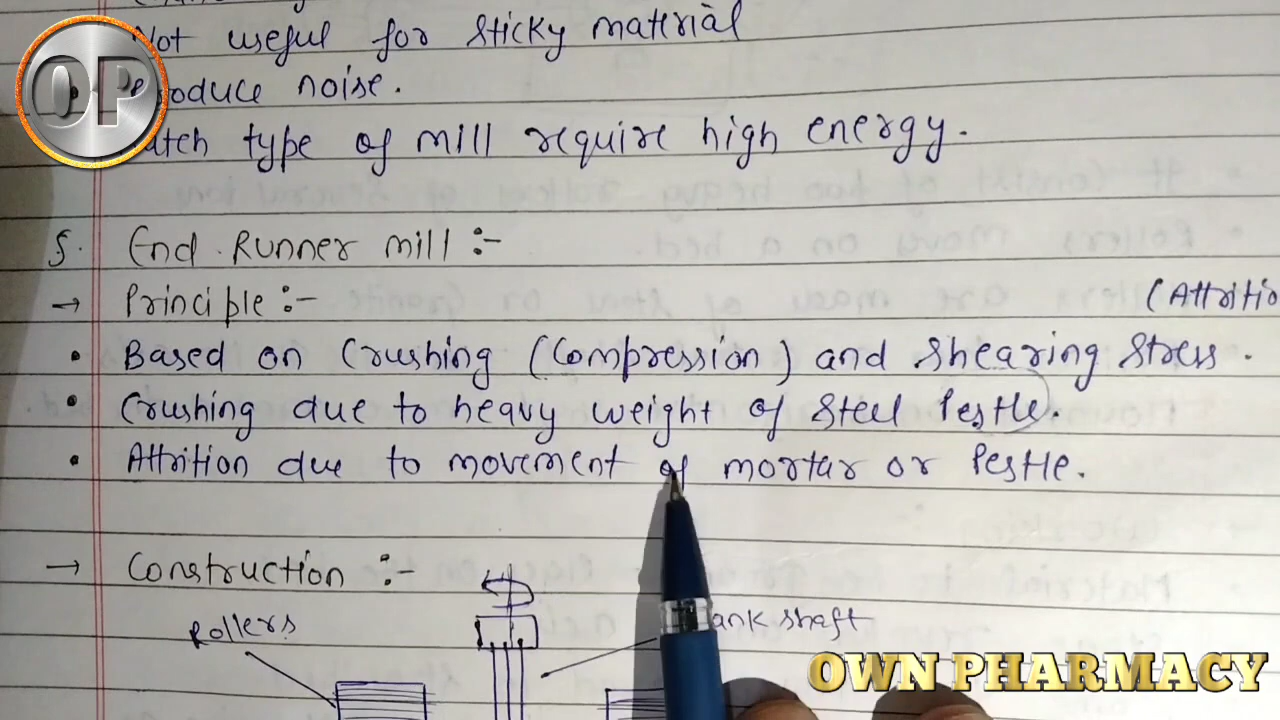 Not useful for sticky material
OP
Produce noise.
Batch type of mill require high energy.
5. End Runner mill :-
→ Principle :-
(Attritio
• Based on Crushing (Compression) and Shearing Stress.
• Crushing due to heavy weight of Steel Pestle.
• Attrition due to movement of mortar or Pestle.
→ Construction :-
Rollers
ank shaft
OWN PHARMACY